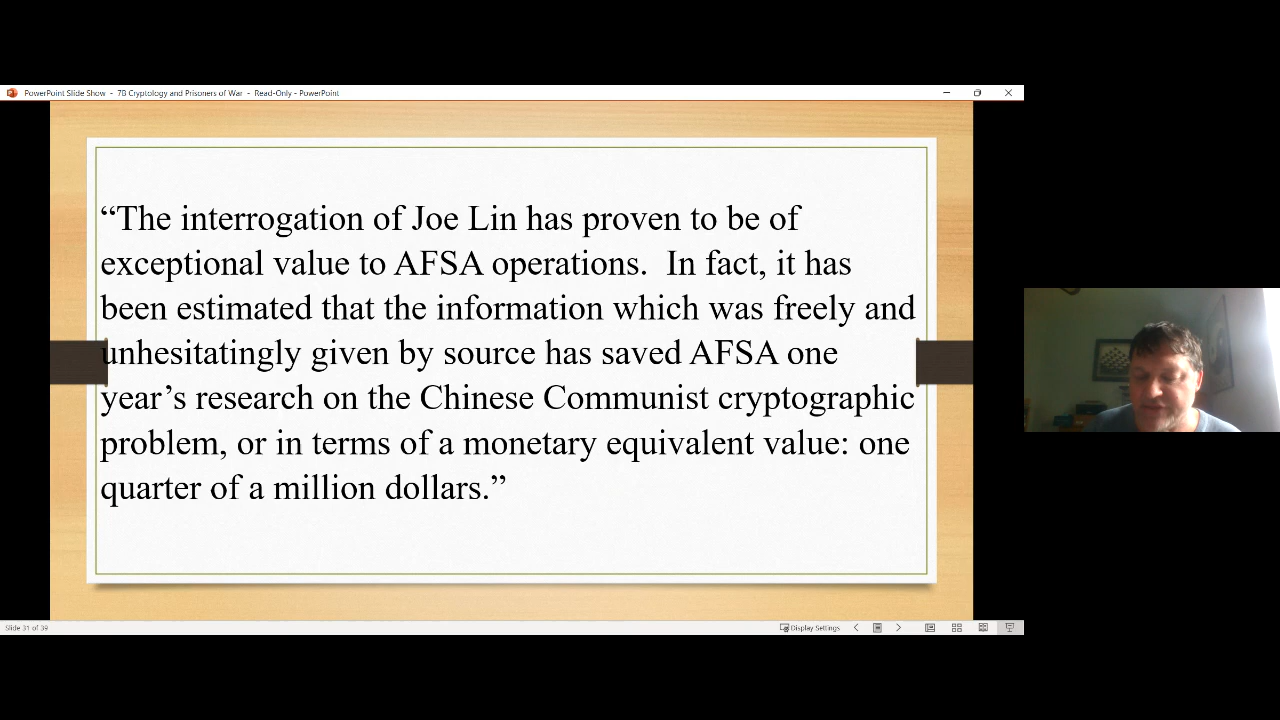 PowerPoint Slide Show - 7B Cryptology and Prisoners of War - Read-Only - PowerPoint
“The interrogation of Joe Lin has proven to be of
exceptional value to AFSA operations.  In fact, it has
been estimated that the information which was freely and
unhesitatingly given by source has saved AFSA one
year’s research on the Chinese Communist cryptographic
problem, or in terms of a monetary equivalent value: one
quarter of a million dollars.”
Slide 31 of 39
Display Settings